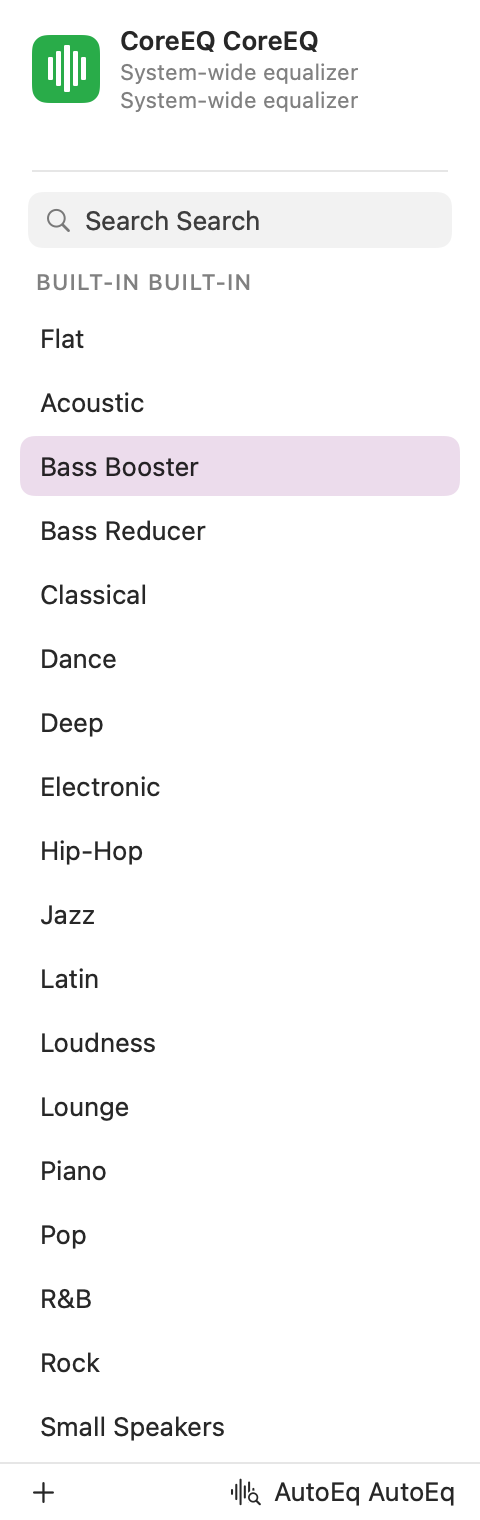 CoreEQ CoreEQ
System-wide equalizer
System-wide equalizer
Search Search
BUILT-IN BUILT-IN
Flat
Acoustic
Bass Booster
Bass Reducer
Classical
Dance
Deep
Electronic
Hip-Hop
Jazz
Latin
Loudness
Lounge
Piano
Pop
R&B
Rock
Small Speakers
AutoEq AutoEq